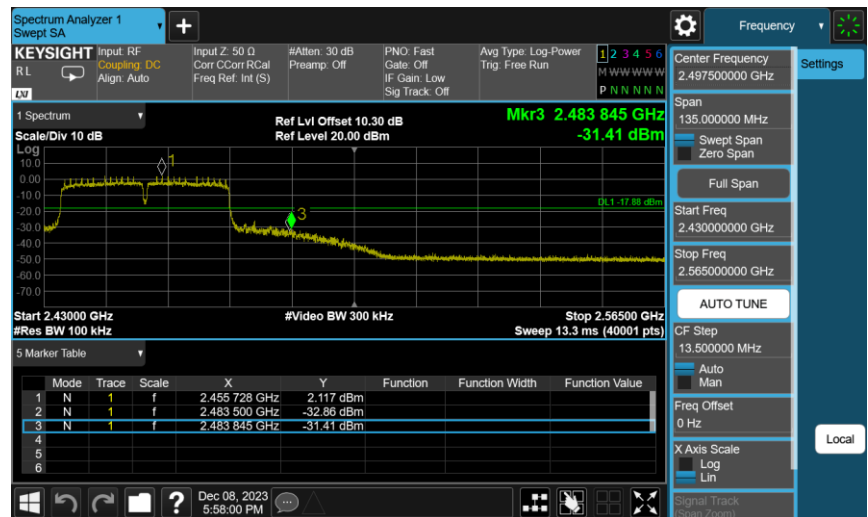 Spectrum Analyzer 1
Swept SA
+
Frequency
KEYSIGHT
RL
LXI
Input: RF
Coupling: DC
Align: Auto
Input Z: 50 Ω
Corr CCorr RCal
Freq Ref: Int (S)
#Atten: 30 dB
Preamp: Off
PNO: Fast
Gate: Off
IF Gain: Low
Sig Track: Off
Avg Type: Log-Power
Trig: Free Run
1 2 3 4 5 6
M W W W W W
P N N N N N
1 Spectrum
Scale/Div 10 dB
Ref Lvl Offset 10.30 dB
Ref Level 20.00 dBm
Mkr3 2.483 845 GHz
-31.41 dBm
Log
10.0
0.00
-10.0
-20.0
-30.0
-40.0
-50.0
-60.0
-70.0
1
3
DL1 -17.88 dBm
Start 2.43000 GHz
#Res BW 100 kHz
#Video BW 300 kHz
Stop 2.56500 GHz
Sweep 13.3 ms (40001 pts)
5 Marker Table
Mode Trace Scale X Y Function Function Width Function Value
1 N 1 f 2.455 728 GHz 2.117 dBm
2 N 1 f 2.483 500 GHz -32.86 dBm
3 N 1 f 2.483 845 GHz -31.41 dBm
4
5
6
?
Dec 08, 2023
5:58:00 PM
Center Frequency
2.497500000 GHz
Span
135.000000 MHz
Swept Span
Zero Span
Full Span
Start Freq
2.430000000 GHz
Stop Freq
2.565000000 GHz
AUTO TUNE
CF Step
13.500000 MHz
Auto
Man
Freq Offset
0 Hz
X Axis Scale
Log
Lin
Signal Track
(Span Zoom)
Settings
Local